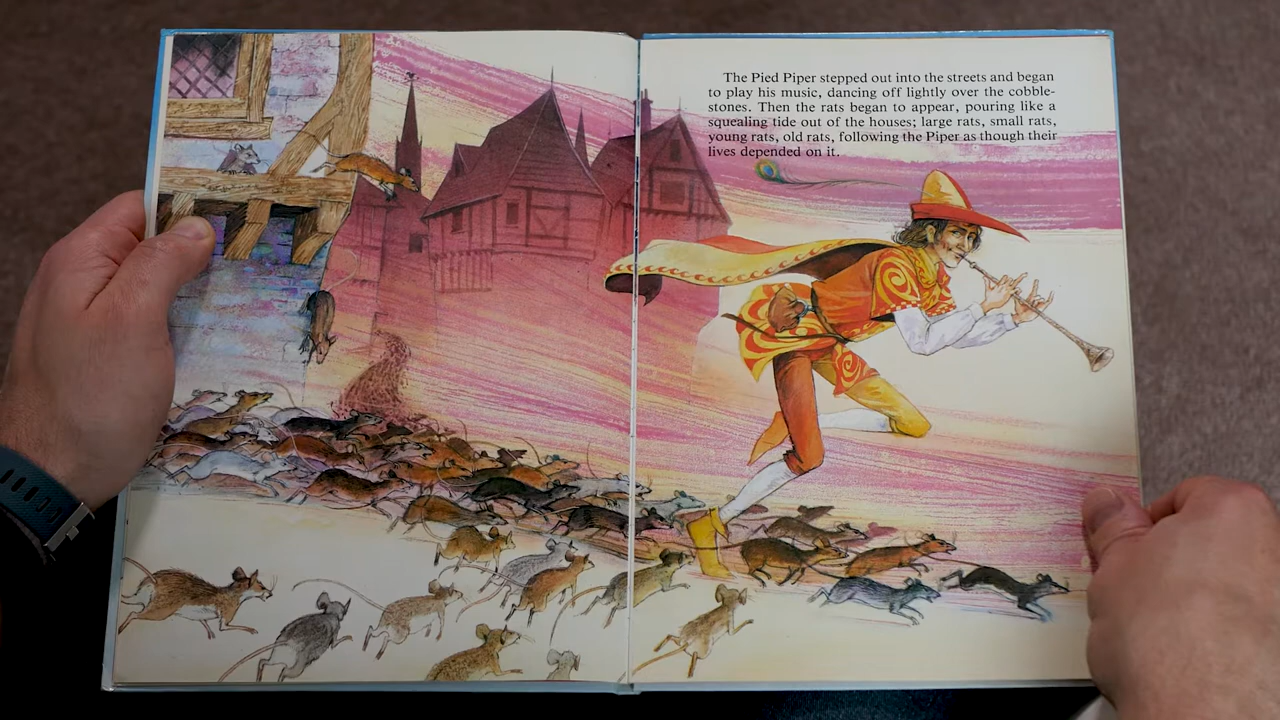 The Pied Piper stepped out into the streets and began
to play his music, dancing off lightly over the cobble-
stones. Then the rats began to appear, pouring like a
squealing tide out of the houses; large rats, small rats,
young rats, old rats, following the Piper as though their
lives depended on it.